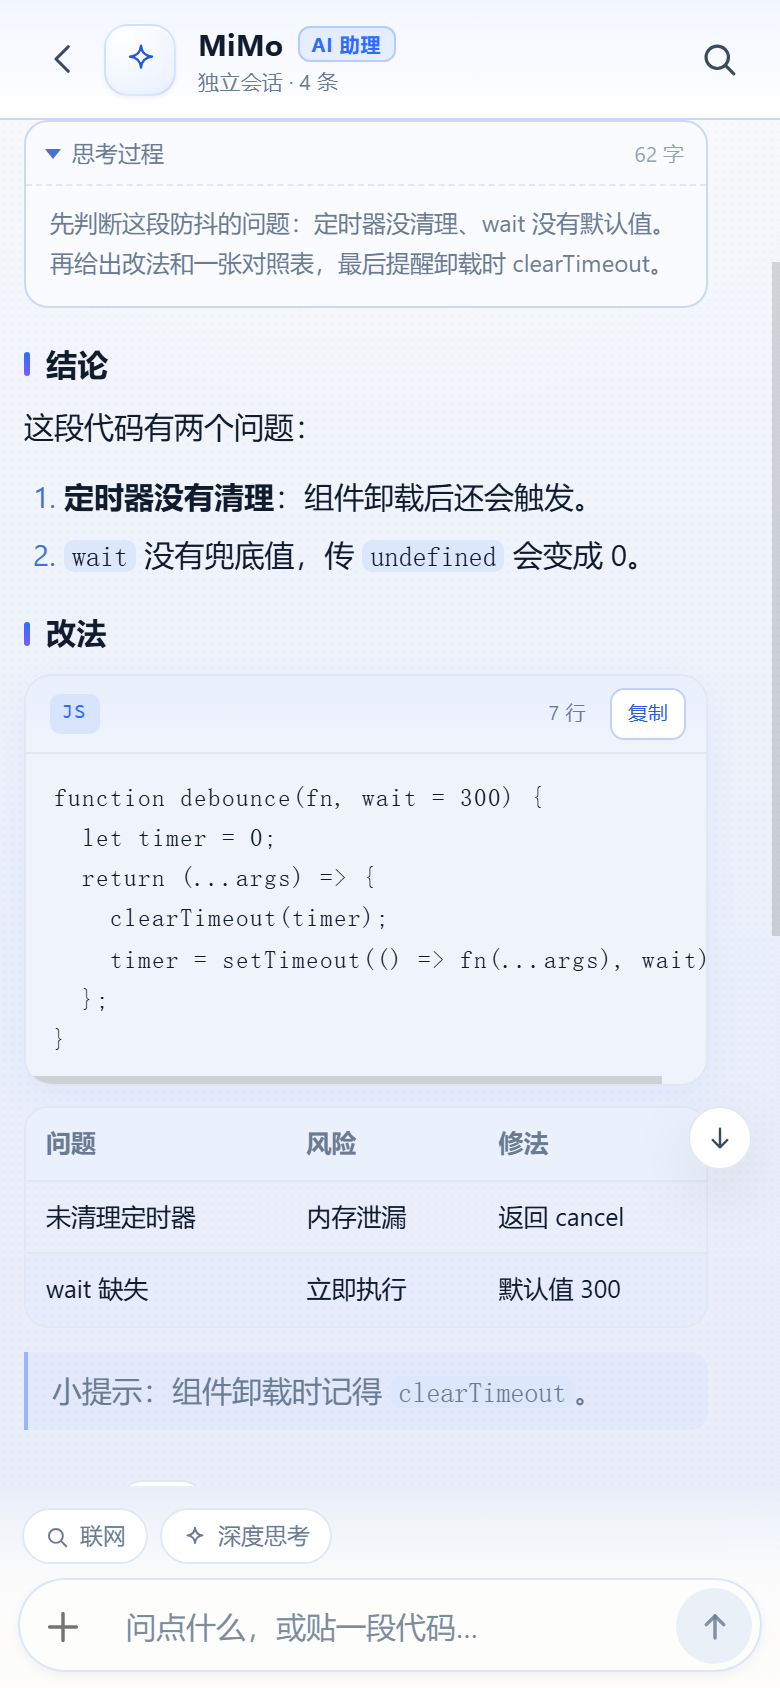 MiMo AI 助理
独立会话 · 4 条
思考过程 62 字
先判断这段防抖的问题：定时器没清理、wait 没有默认值。
再给出改法和一张对照表，最后提醒卸载时 clearTimeout。
结论
这段代码有两个问题：
1. 定时器没有清理：组件卸载后还会触发。
2. wait 没有兜底值，传 undefined 会变成 0。
改法
JS 7 行 复制
function debounce(fn, wait = 300) {
  let timer = 0;
  return (...args) => {
    clearTimeout(timer);
    timer = setTimeout(() => fn(...args), wait)
  };
}
问题 风险 修法
未清理定时器 内存泄漏 返回 cancel
wait 缺失 立即执行 默认值 300
小提示：组件卸载时记得 clearTimeout 。
联网 深度思考
问点什么，或贴一段代码...